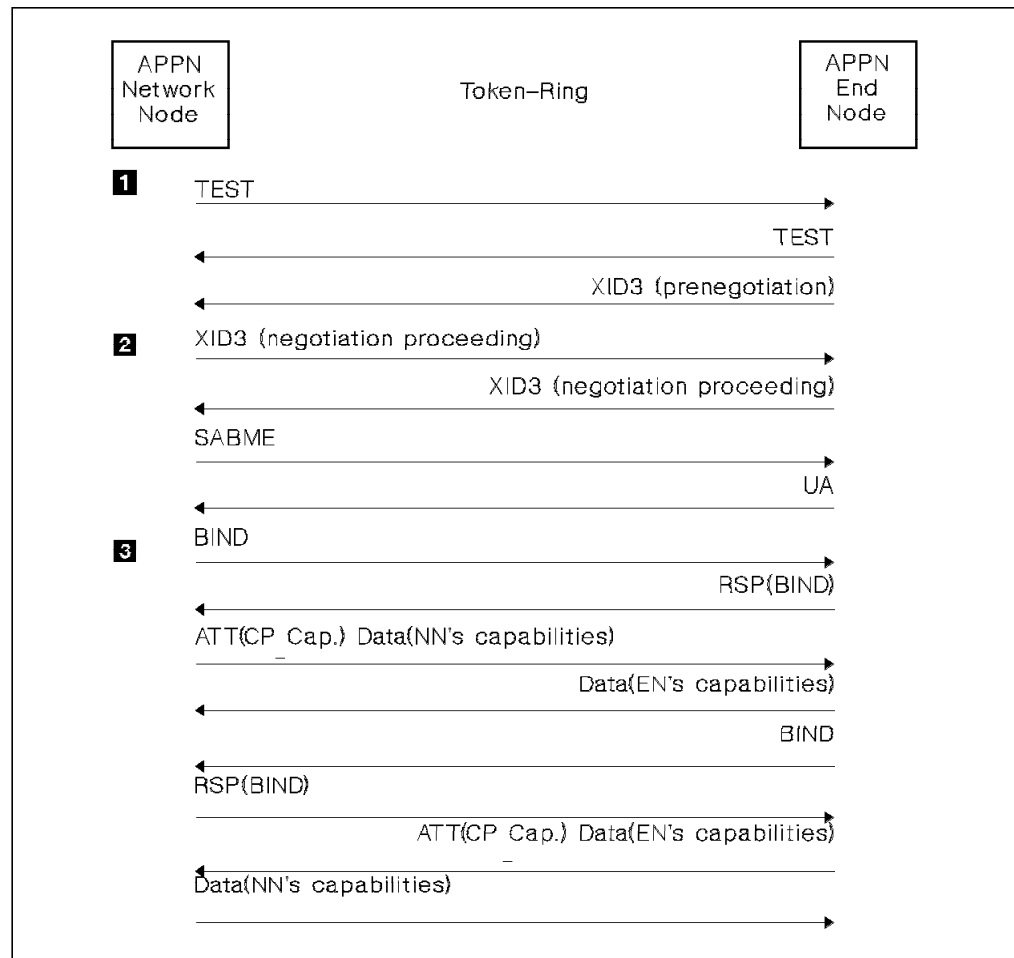 APPN
Network
Node
Token-Ring
APPN
End
Node
1
TEST
TEST
XID3 (prenegotiation)
2
XID3 (negotiation proceeding)
XID3 (negotiation proceeding)
SABME
UA
3
BIND
RSP(BIND)
ATT(CP_Cap.) Data(NN's capabilities)
Data(EN's capabilities)
BIND
RSP(BIND)
ATT(CP_Cap.) Data(EN's capabilities)
Data(NN's capabilities)